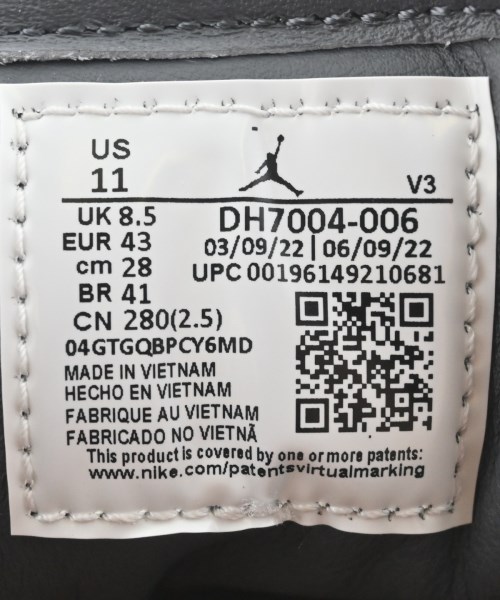 US
11
V3
UK 8.5
EUR 43
cm 28
BR 41
CN 280(2.5)
DH7004-006
03/09/22 | 06/09/22
UPC 00196149210681
04GTGQBPCY6MD
MADE IN VIETNAM
HECHO EN VIETNAM
FABRIQUE AU VIETNAM
FABRICADO NO VIETNÃ
This product is covered by one or more patents:
www.nike.com/patentsvirtualmarking